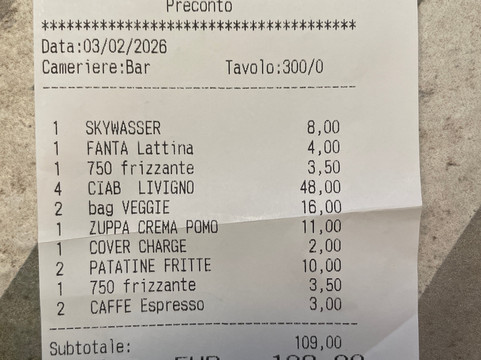 Preconto
****************************************
Data:03/02/2026
Cameriere:Bar Tavolo:300/0
----------------------------------------
1 SKYWASSER 8,00
1 FANTA Lattina 4,00
1 750 frizzante 3,50
4 CIAB LIVIGNO 48,00
2 bag VEGGIE 16,00
1 ZUPPA CREMA POMO 11,00
1 COVER CHARGE 2,00
2 PATATINE FRITTE 10,00
1 750 frizzante 3,50
2 CAFFE Espresso 3,00
----------------------------------------
Subtotale: 109,00
EUR 109,00